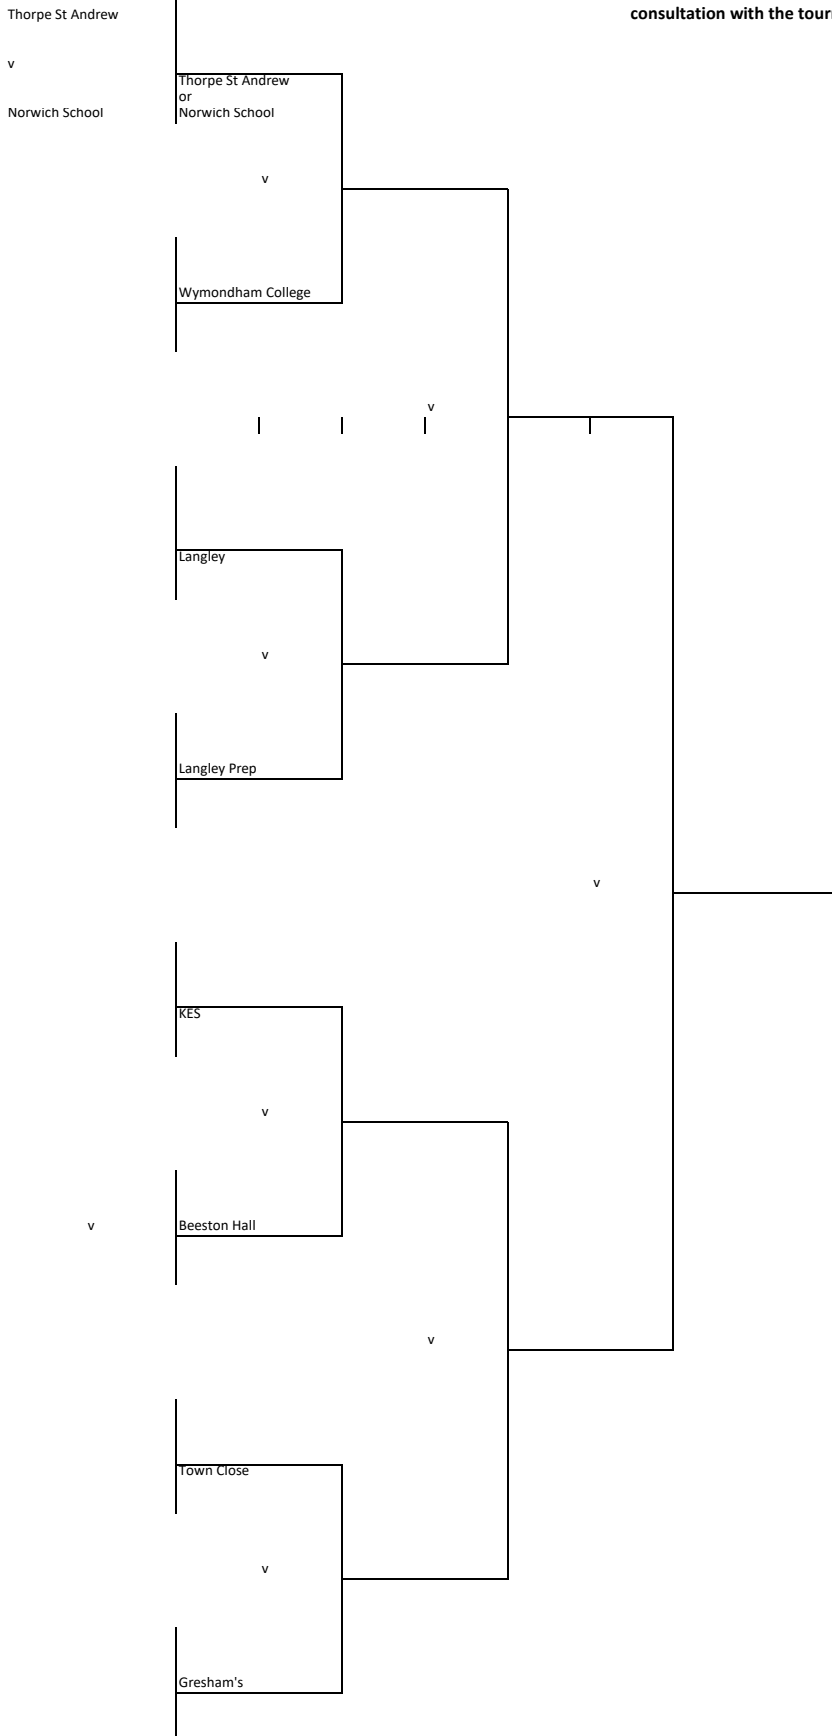 Thorpe St Andrew
consultation with the tour
v
Thorpe St Andrew
or
Norwich School
Norwich School
v
Wymondham College
v
Langley
v
Langley Prep
v
KES
v
v
Beeston Hall
v
Town Close
v
Gresham's